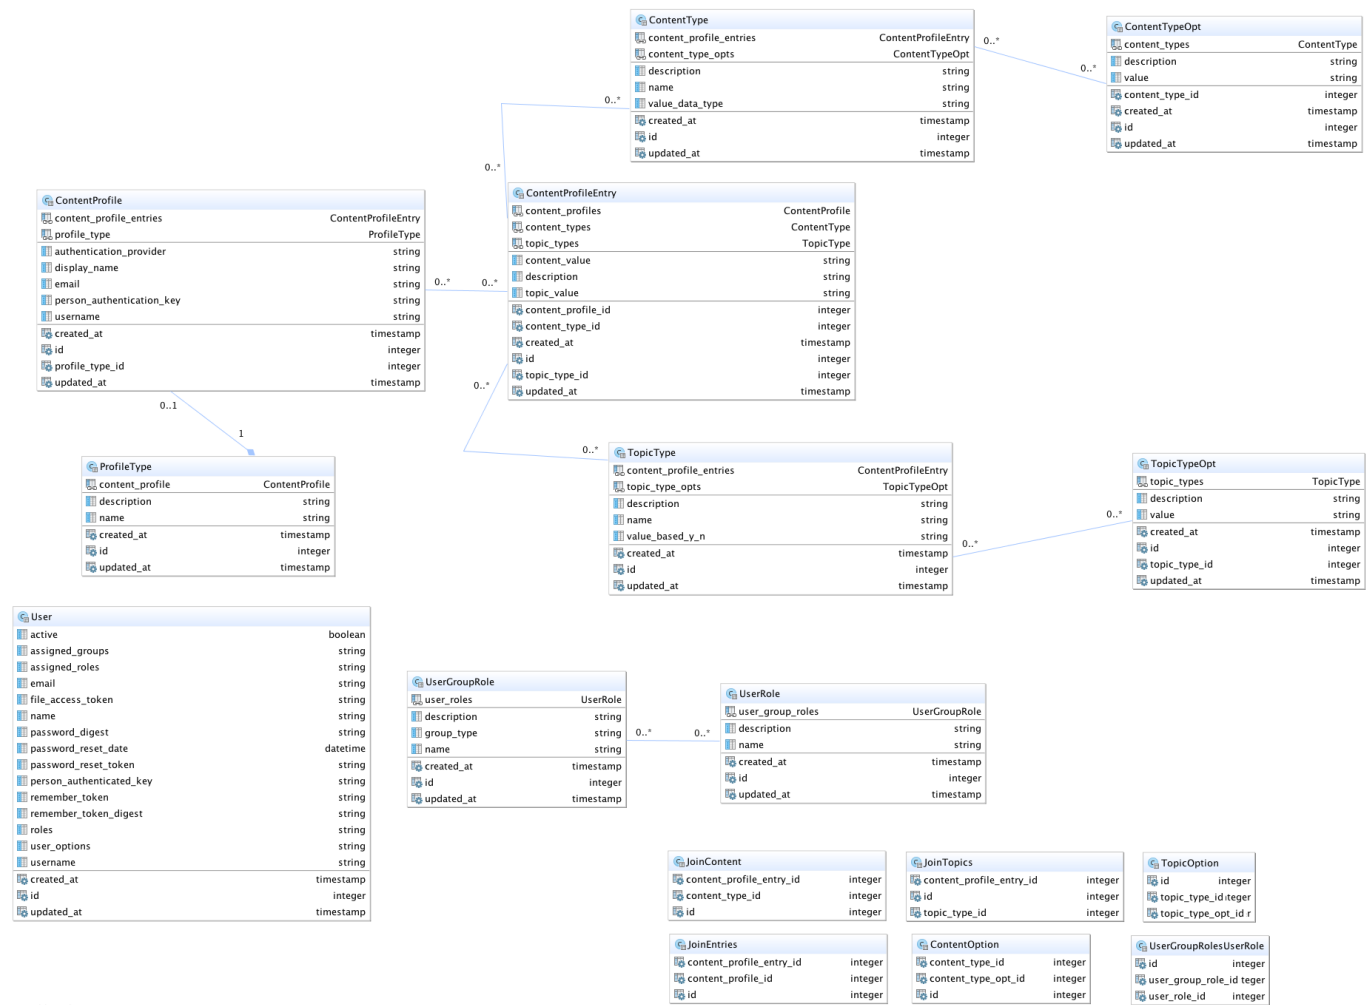 ContentType
content_profile_entries ContentProfileEntry
content_type_opts ContentTypeOpt
description string
name string
value_data_type string
created_at timestamp
id integer
updated_at timestamp
0..*
0..*
ContentTypeOpt
content_types ContentType
description string
value string
content_type_id integer
created_at timestamp
id integer
updated_at timestamp
0..*
0..*
ContentProfile
content_profile_entries ContentProfileEntry
profile_type ProfileType
authentication_provider string
display_name string
email string
person_authentication_key string
username string
created_at timestamp
id integer
profile_type_id integer
updated_at timestamp
0..*
0..*
ContentProfileEntry
content_profiles ContentProfile
content_types ContentType
topic_types TopicType
content_value string
description string
topic_value string
content_profile_id integer
content_type_id integer
created_at timestamp
id integer
topic_type_id integer
updated_at timestamp
0..1
1
0..*
0..*
ProfileType
content_profile ContentProfile
description string
name string
created_at timestamp
id integer
updated_at timestamp
TopicType
content_profile_entries ContentProfileEntry
topic_type_opts TopicTypeOpt
description string
name string
value_based_y_n string
created_at timestamp
id integer
updated_at timestamp
0..*
0..*
TopicTypeOpt
topic_types TopicType
description string
value string
created_at timestamp
id integer
topic_type_id integer
updated_at timestamp
User
active boolean
assigned_groups string
assigned_roles string
email string
file_access_token string
name string
password_digest string
password_reset_date datetime
password_reset_token string
person_authenticated_key string
remember_token string
remember_token_digest string
roles string
user_options string
username string
created_at timestamp
id integer
updated_at timestamp
UserGroupRole
user_roles UserRole
description string
group_type string
name string
created_at timestamp
id integer
updated_at timestamp
0..*
0..*
UserRole
user_group_roles UserGroupRole
description string
name string
created_at timestamp
id integer
updated_at timestamp
JoinContent
content_profile_entry_id integer
content_type_id integer
id integer
JoinTopics
content_profile_entry_id integer
id integer
topic_type_id integer
TopicOption
id integer
topic_type_id teger
topic_type_opt_id r
JoinEntries
content_profile_entry_id integer
content_profile_id integer
id integer
ContentOption
content_type_id integer
content_type_opt_id integer
id integer
UserGroupRolesUserRole
id integer
user_group_role_id teger
user_role_id integer